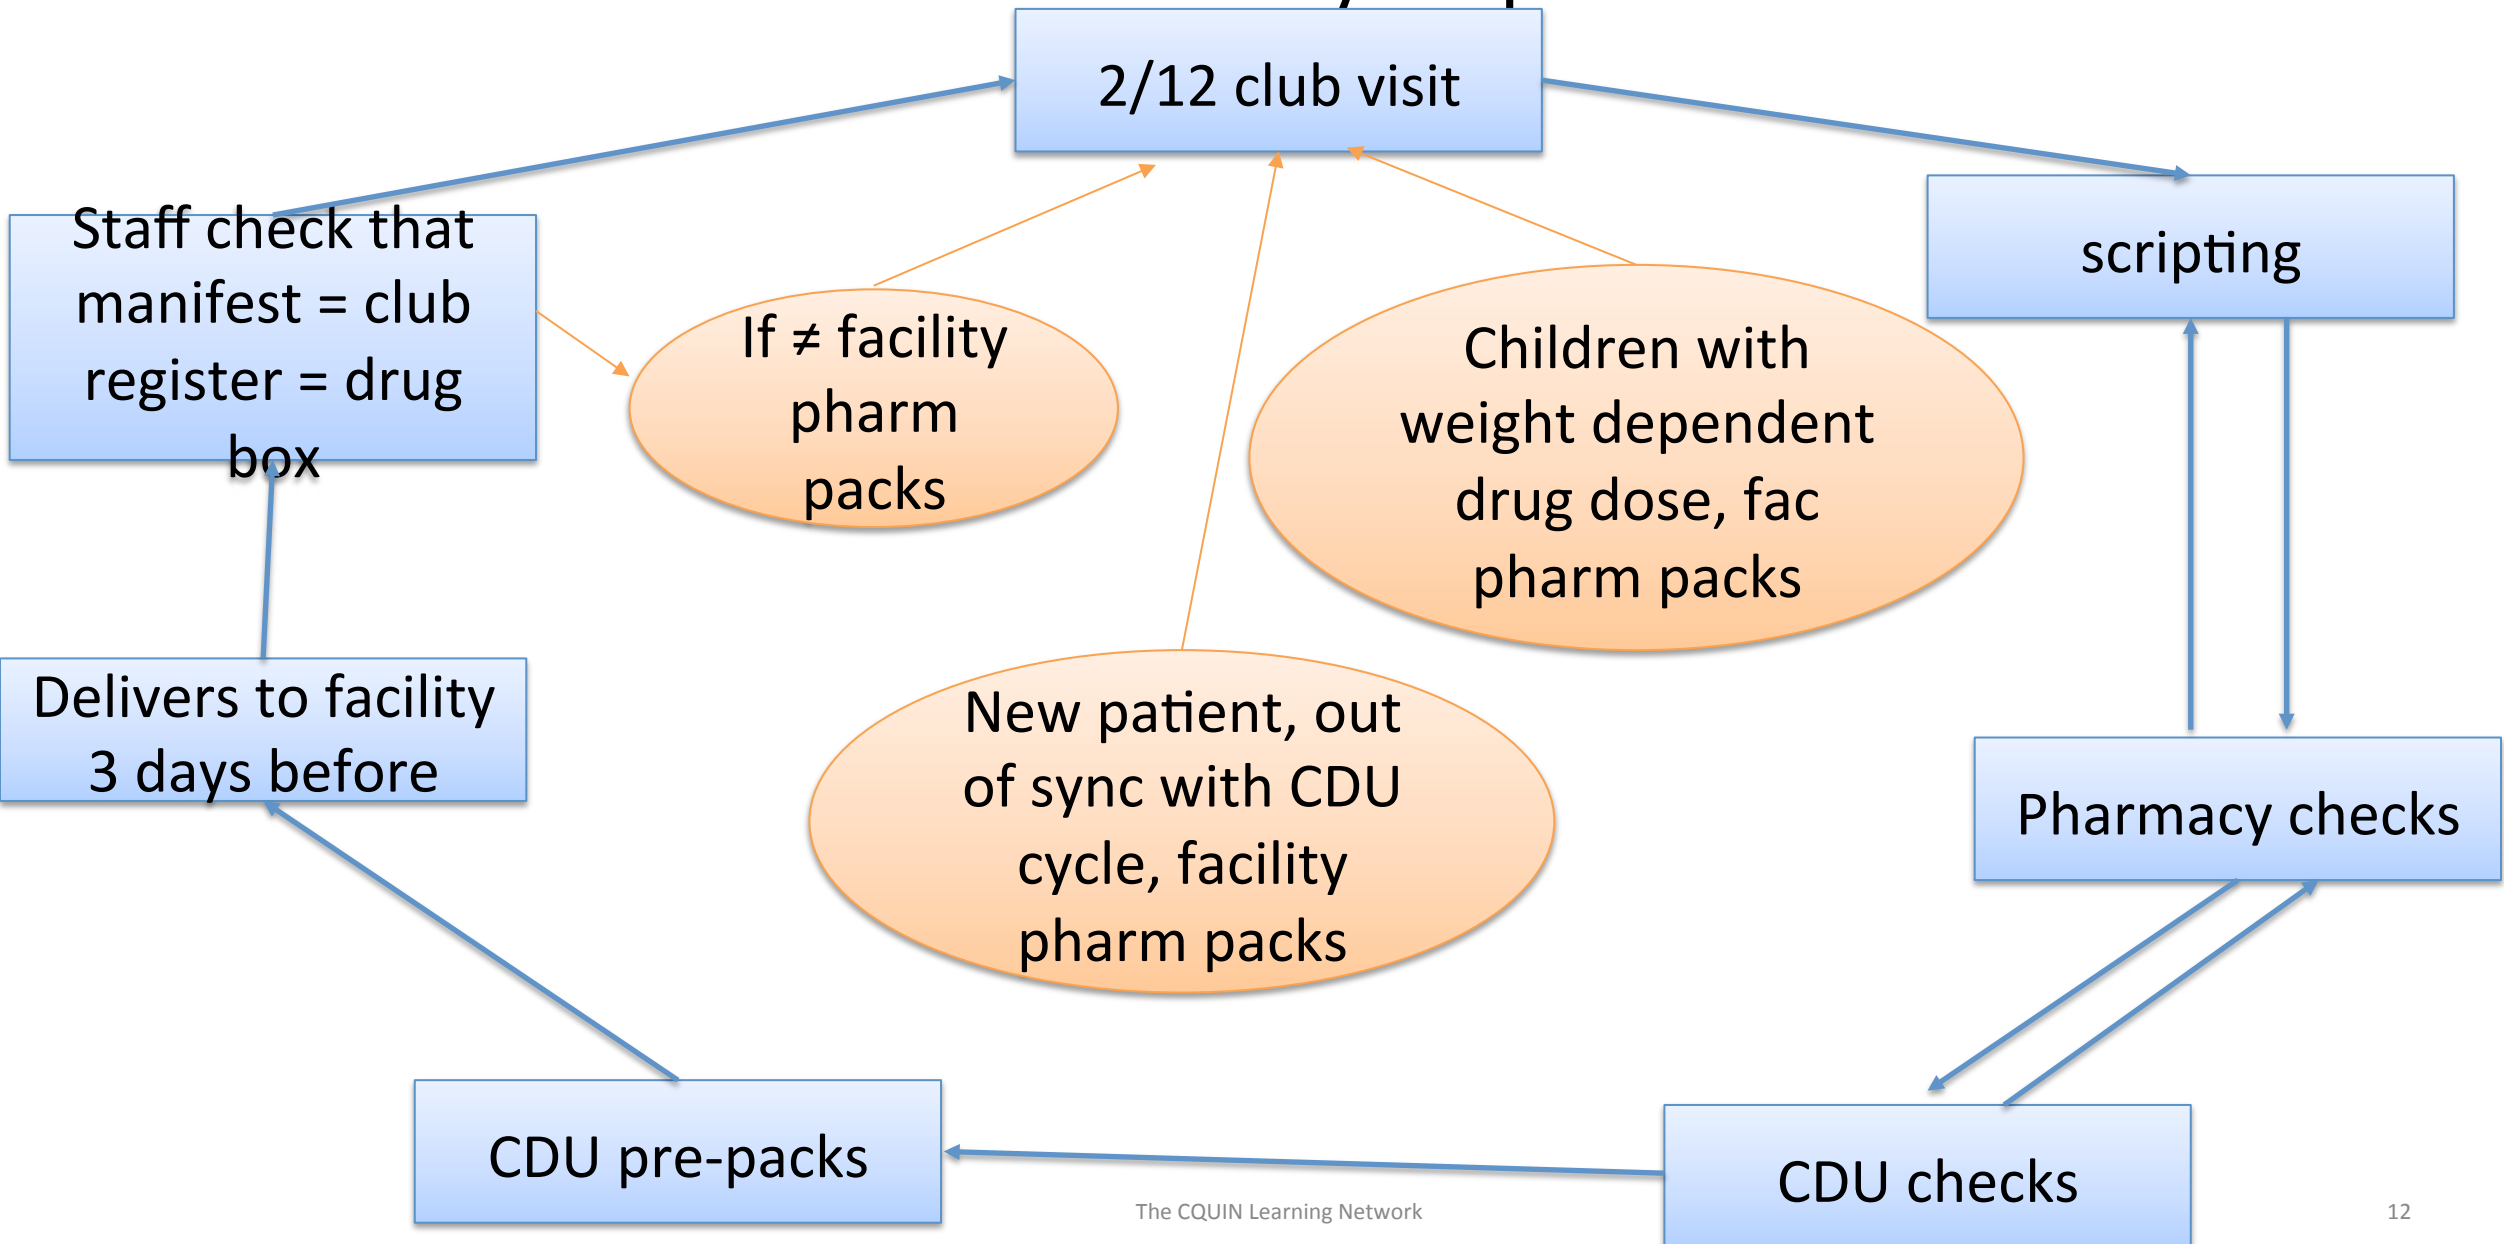 2/12 club visit
Staff check that
manifest = club
register = drug
box
scripting
If ≠ facility
pharm
packs
Children with
weight dependent
drug dose, fac
pharm packs
Delivers to facility
3 days before
New patient, out
of sync with CDU
cycle, facility
pharm packs
Pharmacy checks
CDU pre-packs
CDU checks
The CQUIN Learning Network
12